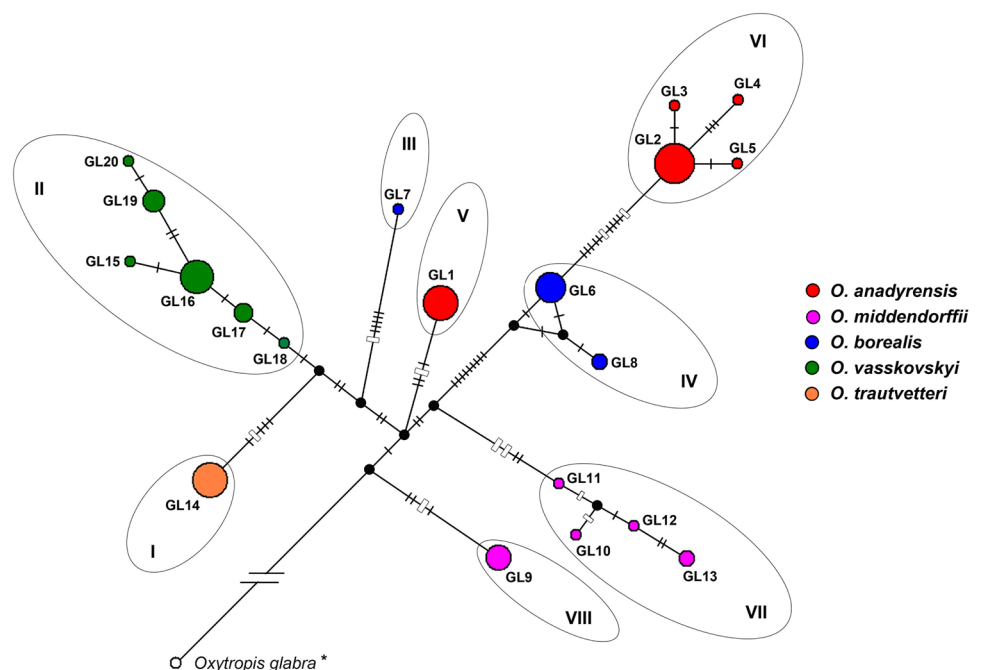 VI
GL3
GL4
GL2
GL5
III
GL7
II
GL20
GL19
GL15
GL16
GL17
GL18
V
GL1
GL6
GL8
IV
O. anadyrensis
O. middendorffii
O. borealis
O. vasskovskyi
O. trautvetteri
GL14
I
GL11
GL12
GL10
GL13
VII
GL9
VIII
Oxytropis glabra *